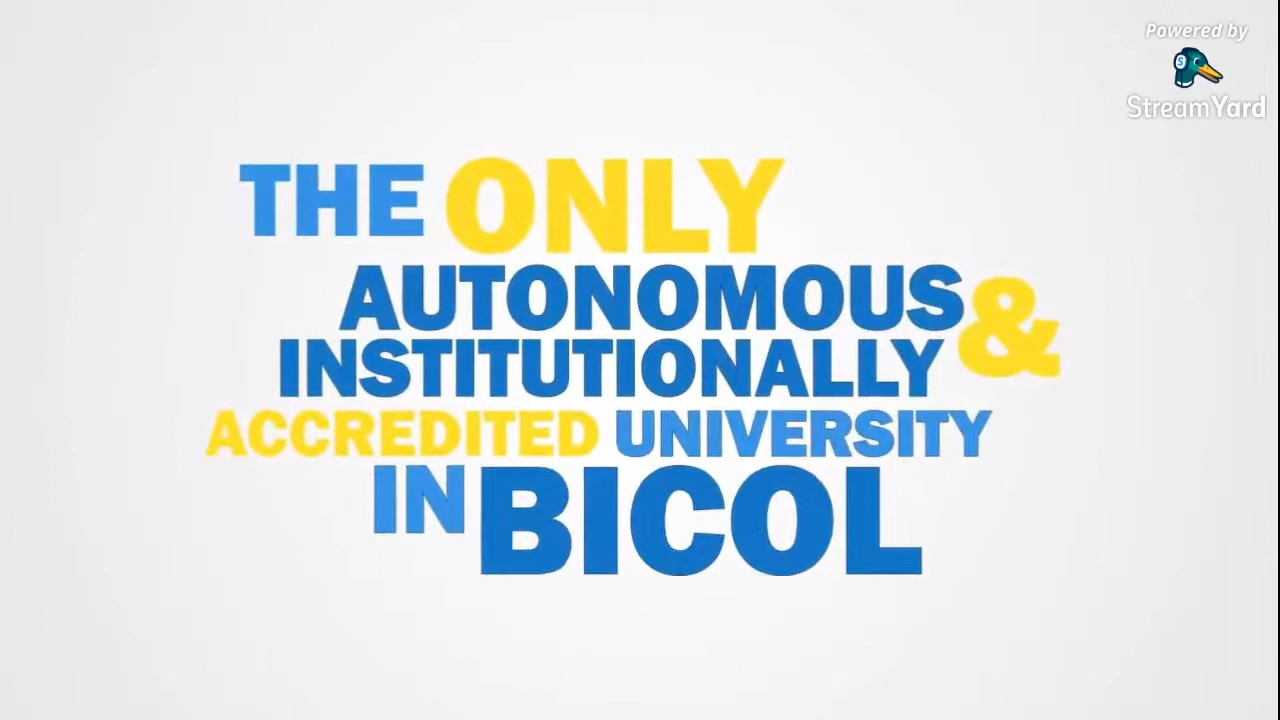 Powered by
StreamYard
THE ONLY
AUTONOMOUS &
INSTITUTIONALLY
ACCREDITED UNIVERSITY
IN BICOL